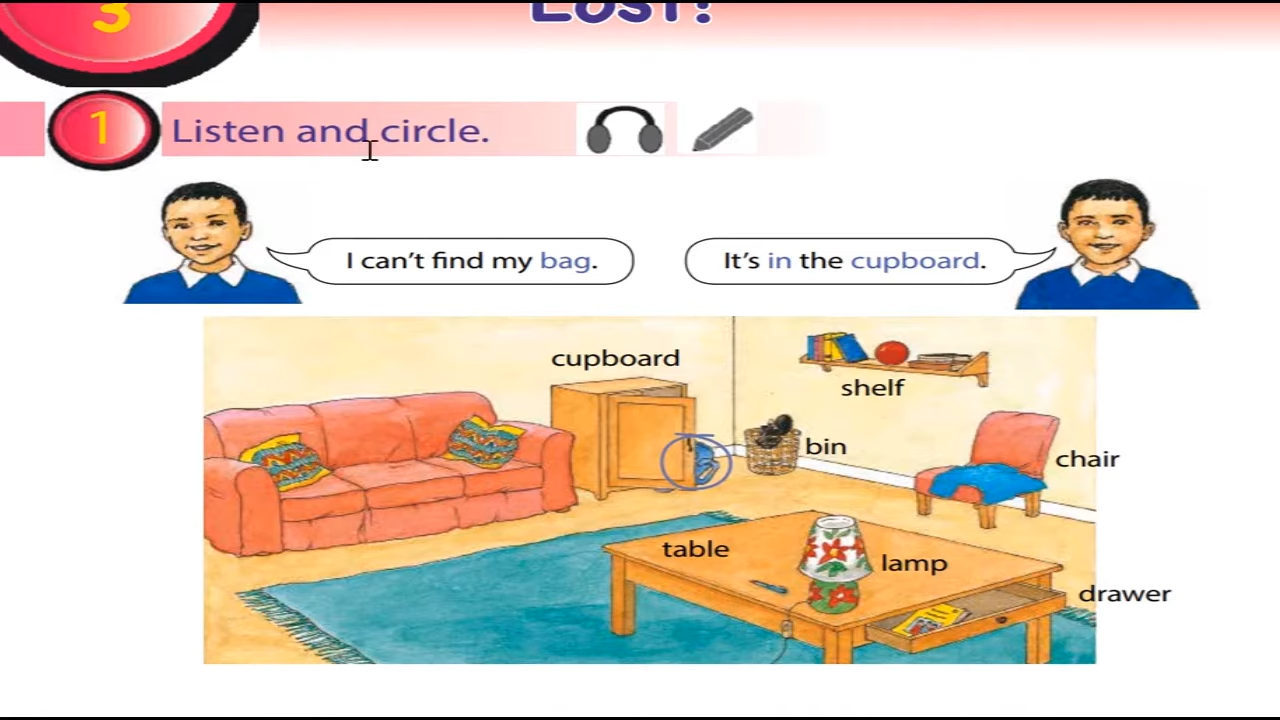 3
Lost!
1 Listen and circle.
I can't find my bag.
It's in the cupboard.
cupboard
shelf
bin
chair
table
lamp
drawer